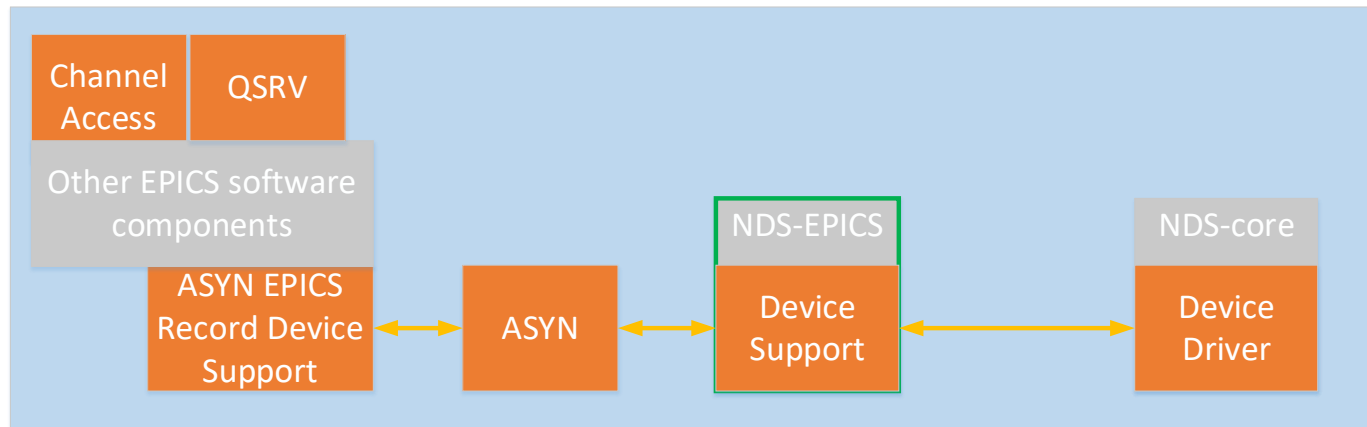 Channel
Access
QSRV
Other EPICS software
components
ASYN EPICS
Record Device
Support
ASYN
NDS-EPICS
Device
Support
NDS-core
Device
Driver